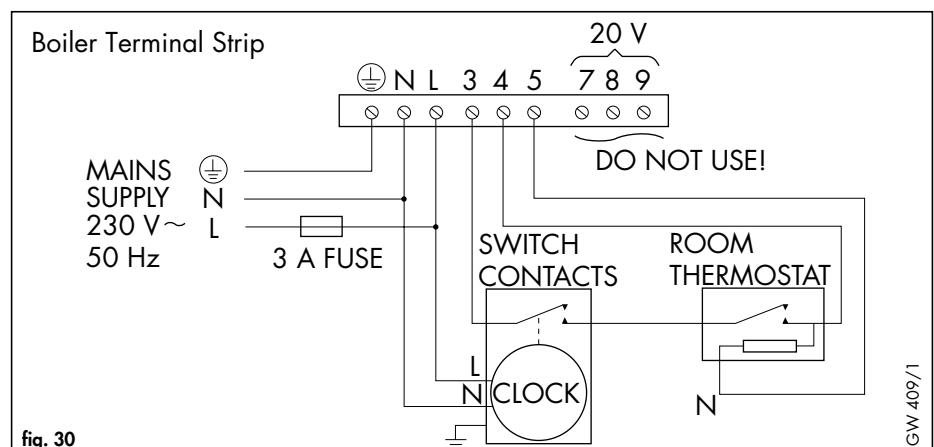 Boiler Terminal Strip
20 V
⏚ N L 3 4 5 7 8 9
DO NOT USE!
MAINS ⏚
SUPPLY N
230 V~ L
50 Hz
3 A FUSE
SWITCH
CONTACTS
ROOM
THERMOSTAT
L
N
CLOCK
N
fig. 30
GW 409/1